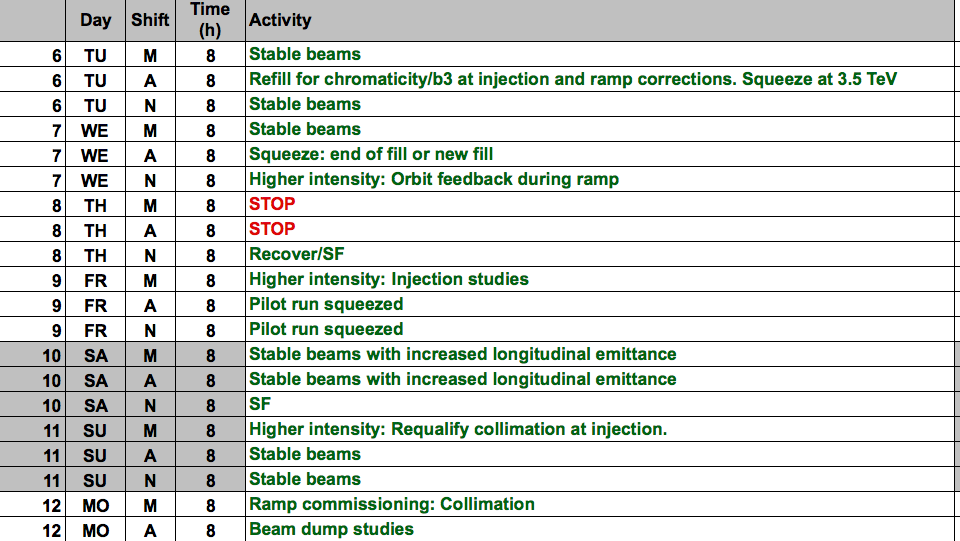 Day Shift Time (h) Activity
6 TU M 8 Stable beams
6 TU A 8 Refill for chromaticity/b3 at injection and ramp corrections. Squeeze at 3.5 TeV
6 TU N 8 Stable beams
7 WE M 8 Stable beams
7 WE A 8 Squeeze: end of fill or new fill
7 WE N 8 Higher intensity: Orbit feedback during ramp
8 TH M 8 STOP
8 TH A 8 STOP
8 TH N 8 Recover/SF
9 FR M 8 Higher intensity: Injection studies
9 FR A 8 Pilot run squeezed
9 FR N 8 Pilot run squeezed
10 SA M 8 Stable beams with increased longitudinal emittance
10 SA A 8 Stable beams with increased longitudinal emittance
10 SA N 8 SF
11 SU M 8 Higher intensity: Requalify collimation at injection.
11 SU A 8 Stable beams
11 SU N 8 Stable beams
12 MO M 8 Ramp commissioning: Collimation
12 MO A 8 Beam dump studies